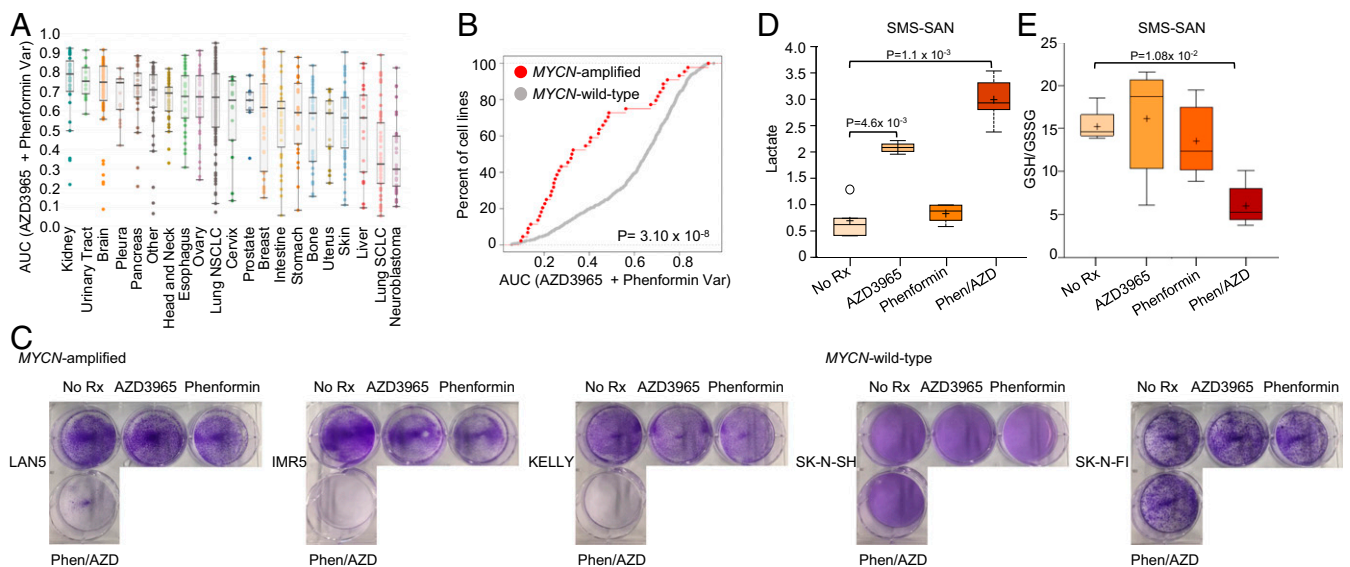 A
AUC (AZD3965 + Phenformin Var)
1.0
0.9
0.8
0.7
0.6
0.5
0.4
0.3
0.2
0.1
0.0
Kidney
Urinary Tract
Brain
Pleura
Pancreas
Other
Head and Neck
Esophagus
Ovary
Lung NSCLC
Cervix
Prostate
Breast
Intestine
Stomach
Bone
Uterus
Skin
Liver
Lung SCLC
Neuroblastoma
B
Percent of cell lines
100
80
60
40
20
0
MYCN-amplified
MYCN-wild-type
P= 3.10 x 10-8
0.2 0.4 0.6 0.8
AUC (AZD3965 + Phenformin Var)
D
SMS-SAN
Lactate
4.0
3.5
3.0
2.5
2.0
1.5
1.0
0.5
0.0
P=1.1 x 10-3
P=4.6x 10-3
No Rx
AZD3965
Phenformin
Phen/AZD
E
SMS-SAN
GSH/GSSG
25
20
15
10
5
0
P=1.08x 10-2
No Rx
AZD3965
Phenformin
Phen/AZD
C
MYCN-amplified
No Rx AZD3965 Phenformin
LAN5
Phen/AZD
No Rx AZD3965 Phenformin
IMR5
Phen/AZD
No Rx AZD3965 Phenformin
KELLY
Phen/AZD
MYCN-wild-type
No Rx AZD3965 Phenformin
SK-N-SH
Phen/AZD
No Rx AZD3965 Phenformin
SK-N-FI
Phen/AZD